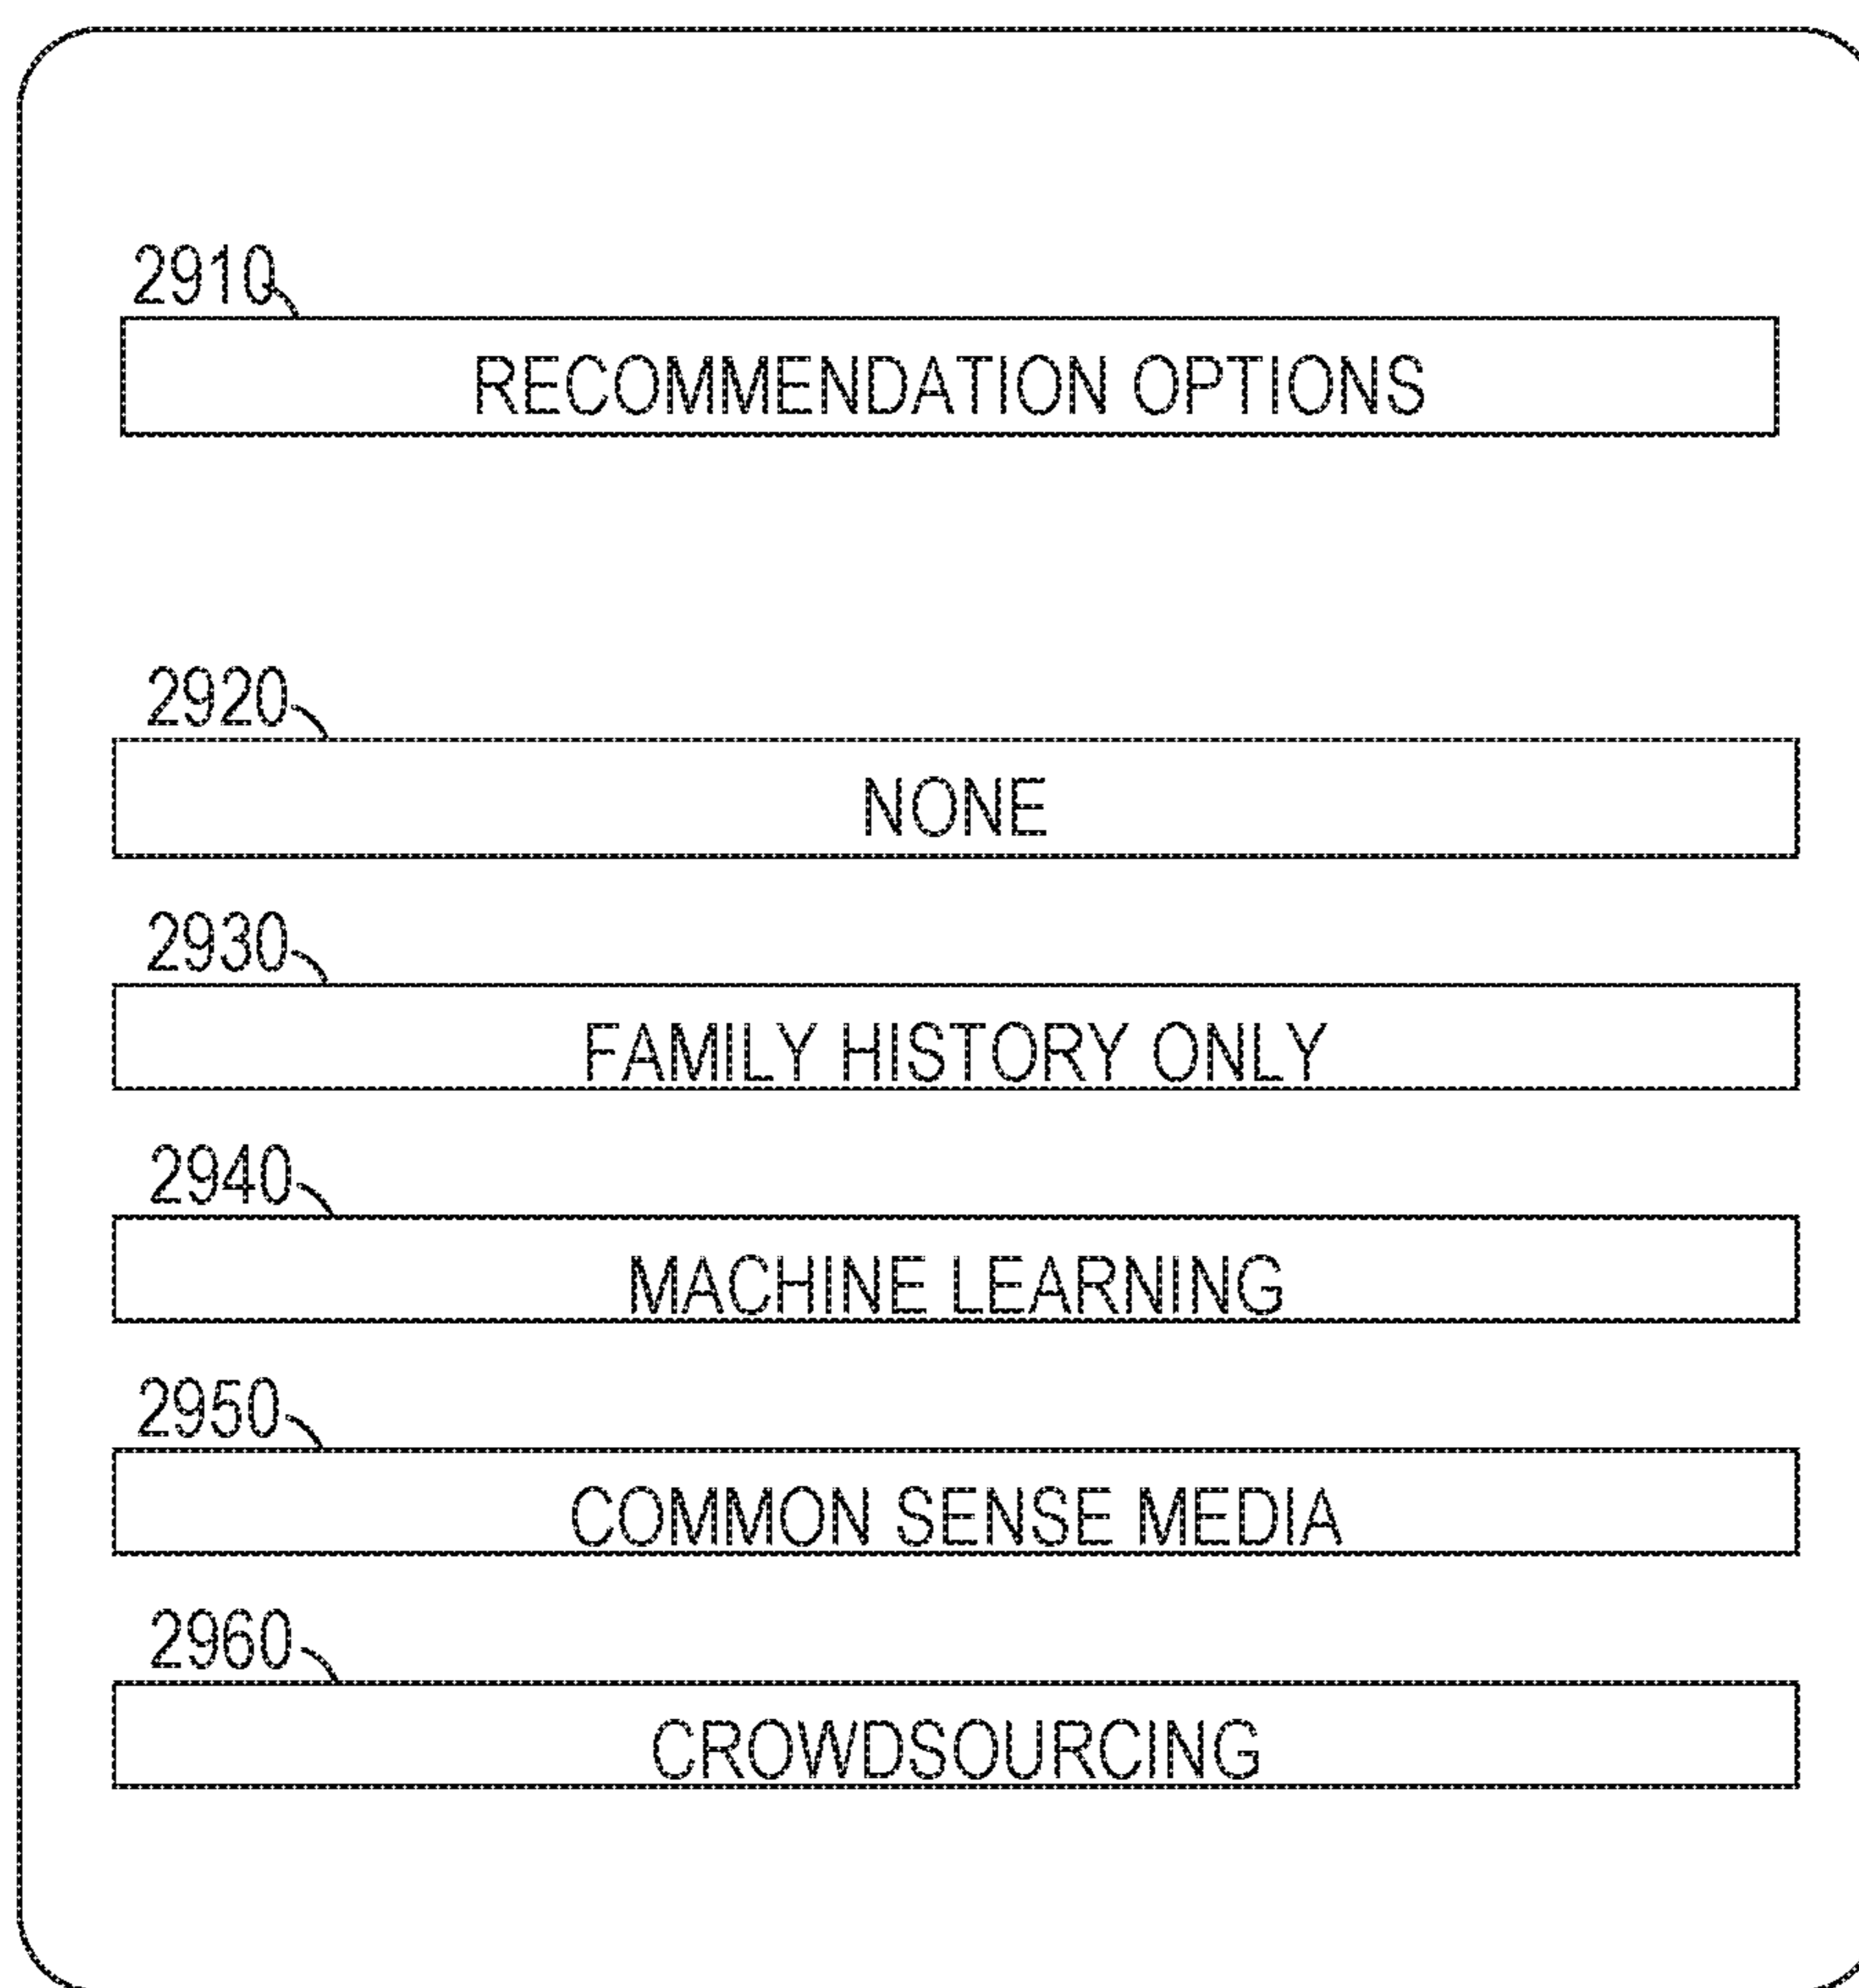 2910
RECOMMENDATION OPTIONS
2920
NONE
2930
FAMILY HISTORY ONLY
2940
MACHINE LEARNING
2950
COMMON SENSE MEDIA
2960
CROWDSOURCING